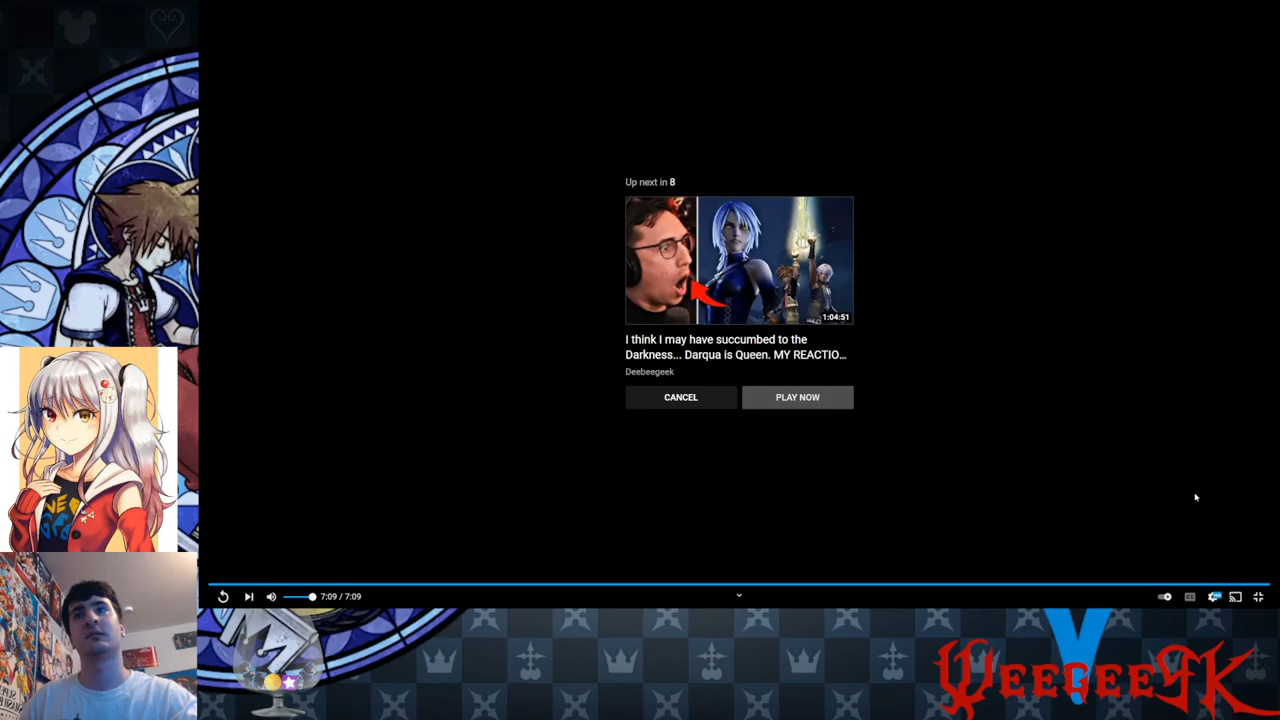 Up next in 8
1:04:51
I think I may have succumbed to the
Darkness... Darqua is Queen. MY REACTIO...
Deebeegeek
CANCEL
PLAY NOW
7:09 / 7:09